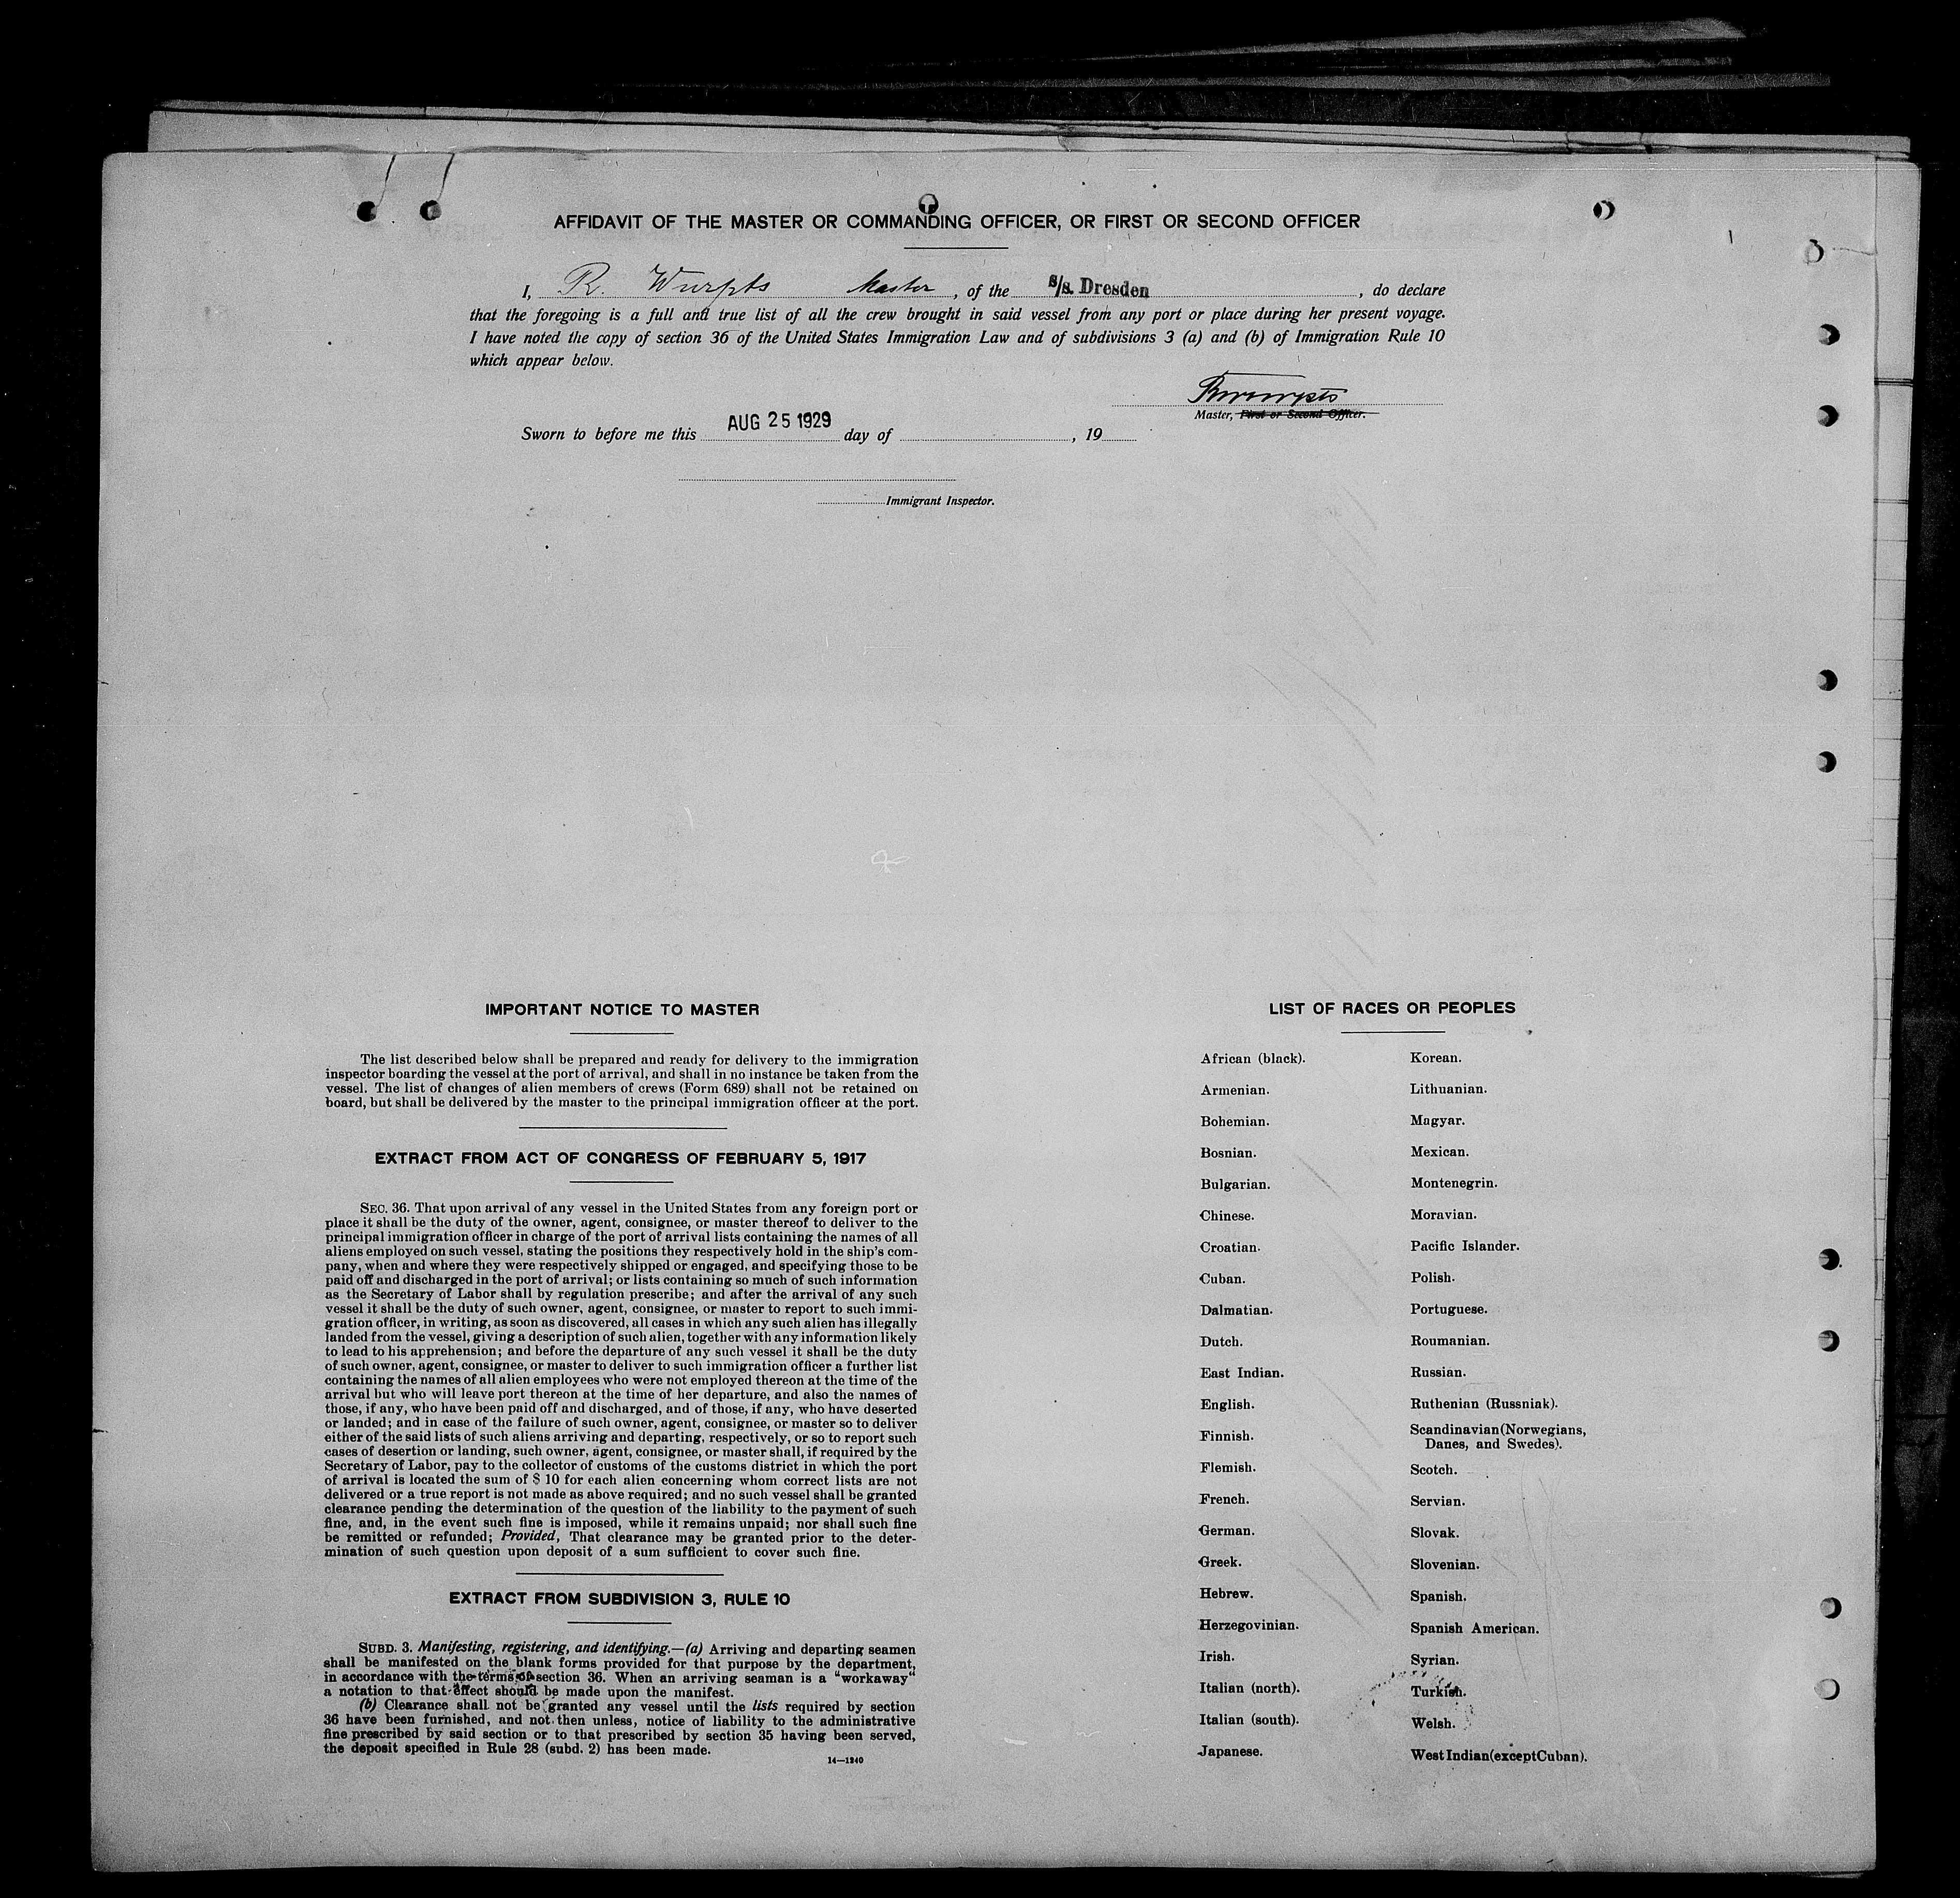 AFFIDAVIT OF THE MASTER OR COMMANDING OFFICER, OR FIRST OR SECOND OFFICER
I, R. Wurpts Master, of the S/s. Dresden, do declare
that the foregoing is a full and true list of all the crew brought in said vessel from any port or place during her present voyage.
I have noted the copy of section 36 of the United States Immigration Law and of subdivisions 3 (a) and (b) of Immigration Rule 10
which appear below.
Master, First or Second Officer.
Sworn to before me this AUG 25 1929 day of , 19
Immigrant Inspector.
IMPORTANT NOTICE TO MASTER
The list described below shall be prepared and ready for delivery to the immigration
inspector boarding the vessel at the port of arrival, and shall in no instance be taken from the
vessel. The list of changes of alien members of crews (Form 689) shall not be retained on
board, but shall be delivered by the master to the principal immigration officer at the port.
EXTRACT FROM ACT OF CONGRESS OF FEBRUARY 5, 1917
SEC. 36. That upon arrival of any vessel in the United States from any foreign port or
place it shall be the duty of the owner, agent, consignee, or master thereof to deliver to the
principal immigration officer in charge of the port of arrival lists containing the names of all
aliens employed on such vessel, stating the positions they respectively hold in the ship's com-
pany, when and where they were respectively shipped or engaged, and specifying those to be
paid off and discharged in the port of arrival; or lists containing so much of such information
as the Secretary of Labor shall by regulation prescribe; and after the arrival of any such
vessel it shall be the duty of such owner, agent, consignee, or master to report to such immi-
gration officer, in writing, as soon as discovered, all cases in which any such alien has illegally
landed from the vessel, giving a description of such alien, together with any information likely
to lead to his apprehension; and before the departure of any such vessel it shall be the duty
of such owner, agent, consignee, or master to deliver to such immigration officer a further list
containing the names of all alien employees who were not employed thereon at the time of the
arrival but who will leave port thereon at the time of her departure, and also the names of
those, if any, who have been paid off and discharged, and of those, if any, who have deserted
or landed; and in case of the failure of such owner, agent, consignee, or master so to deliver
either of the said lists of such aliens arriving and departing, respectively, or so to report such
cases of desertion or landing, such owner, agent, consignee, or master shall, if required by the
Secretary of Labor, pay to the collector of customs of the customs district in which the port
of arrival is located the sum of $ 10 for each alien concerning whom correct lists are not
delivered or a true report is not made as above required; and no such vessel shall be granted
clearance pending the determination of the question of the liability to the payment of such
fine, and, in the event such fine is imposed, while it remains unpaid; nor shall such fine
be remitted or refunded; Provided, That clearance may be granted prior to the deter-
mination of such question upon deposit of a sum sufficient to cover such fine.
EXTRACT FROM SUBDIVISION 3, RULE 10
SUBD. 3. Manifesting, registering, and identifying.—(a) Arriving and departing seamen
shall be manifested on the blank forms provided for that purpose by the department,
in accordance with the terms of section 36. When an arriving seaman is a "workaway"
a notation to that effect should be made upon the manifest.
(b) Clearance shall not be granted any vessel until the lists required by section
36 have been furnished, and not then unless, notice of liability to the administrative
fine prescribed by said section or to that prescribed by section 35 having been served,
the deposit specified in Rule 28 (subd. 2) has been made.
14—1240
LIST OF RACES OR PEOPLES
African (black).
Armenian.
Bohemian.
Bosnian.
Bulgarian.
Chinese.
Croatian.
Cuban.
Dalmatian.
Dutch.
East Indian.
English.
Finnish.
Flemish.
French.
German.
Greek.
Hebrew.
Herzegovinian.
Irish.
Italian (north).
Italian (south).
Japanese.
Korean.
Lithuanian.
Magyar.
Mexican.
Montenegrin.
Moravian.
Pacific Islander.
Polish.
Portuguese.
Roumanian.
Russian.
Ruthenian (Russniak).
Scandinavian(Norwegians,
Danes, and Swedes).
Scotch.
Servian.
Slovak.
Slovenian.
Spanish.
Spanish American.
Syrian.
Turkish.
Welsh.
West Indian(except Cuban).